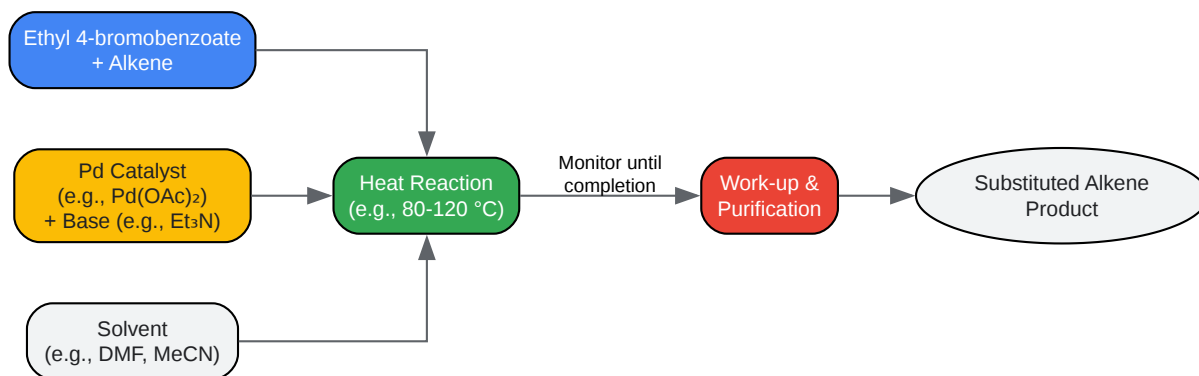 Ethyl 4-bromobenzoate
+ Alkene
Pd Catalyst
(e.g., Pd(OAc)₂)
+ Base (e.g., Et₃N)
Solvent
(e.g., DMF, MeCN)
Heat Reaction
(e.g., 80-120 °C)
Monitor until
completion
Work-up &
Purification
Substituted Alkene
Product